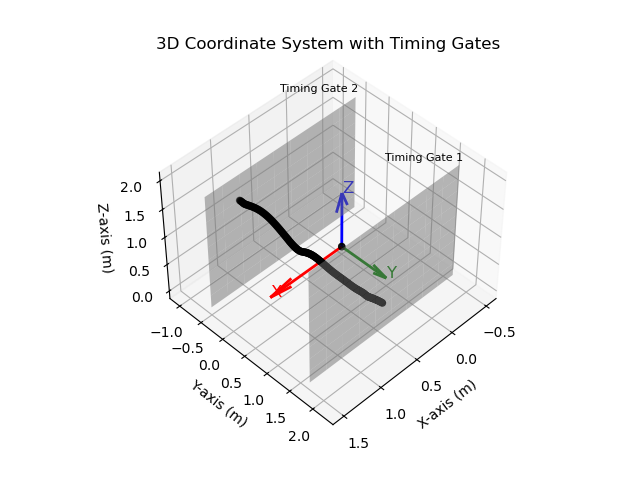 3D Coordinate System with Timing Gates
Timing Gate 2
Timing Gate 1
Z
Y
X
Z-axis (m)
2.0
1.5
1.0
0.5
0.0
Y-axis (m)
−1.0
−0.5
0.0
0.5
1.0
1.5
2.0
X-axis (m)
−0.5
0.0
0.5
1.0
1.5